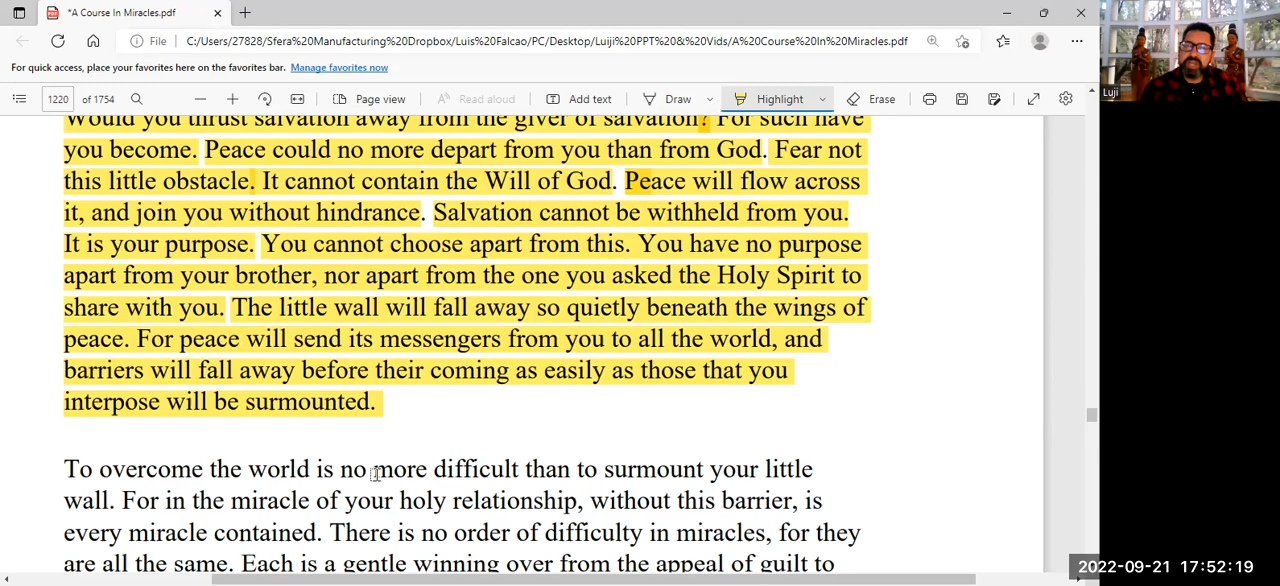 *A Course In Miracles.pdf
File
C:/Users/27828/Sfera%20Manufacturing%20Dropbox/Luis%20Falcao/PC/Desktop/Luiji%20PPT%20&%20Vids/A%20Course%20In%20Miracles.pdf
For quick access, place your favorites here on the favorites bar. Manage favorites now
1220 of 1754 Page view Read aloud Add text Draw Highlight Erase
Luji
Would you thrust salvation away from the giver of salvation? For such have
you become. Peace could no more depart from you than from God. Fear not
this little obstacle. It cannot contain the Will of God. Peace will flow across
it, and join you without hindrance. Salvation cannot be withheld from you.
It is your purpose. You cannot choose apart from this. You have no purpose
apart from your brother, nor apart from the one you asked the Holy Spirit to
share with you. The little wall will fall away so quietly beneath the wings of
peace. For peace will send its messengers from you to all the world, and
barriers will fall away before their coming as easily as those that you
interpose will be surmounted.
To overcome the world is no more difficult than to surmount your little
wall. For in the miracle of your holy relationship, without this barrier, is
every miracle contained. There is no order of difficulty in miracles, for they
are all the same. Each is a gentle winning over from the appeal of guilt to
2022-09-21 17:52:19